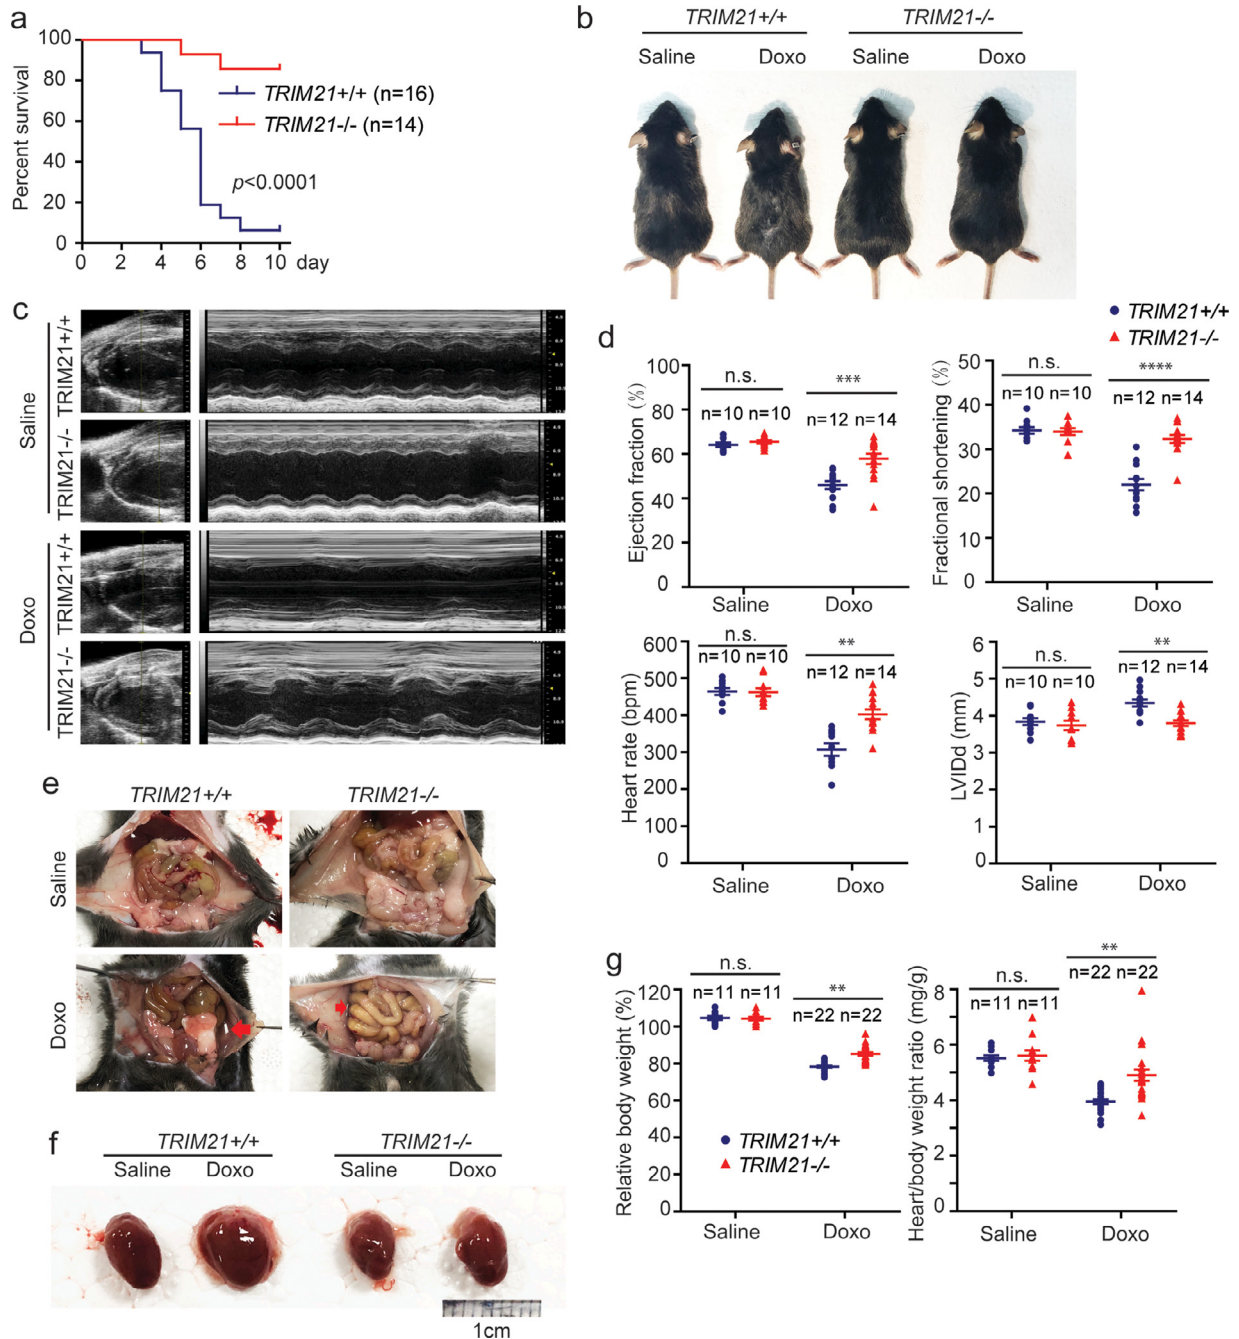 a
100
80
60
40
20
0
Percent survival
TRIM21+/+ (n=16)
TRIM21-/- (n=14)
p<0.0001
0 2 4 6 8 10 day
b
TRIM21+/+ TRIM21-/-
Saline Doxo Saline Doxo
c
Saline
TRIM21+/+
TRIM21-/-
Doxo
TRIM21+/+
TRIM21-/-
d
TRIM21+/+
TRIM21-/-
Ejection fraction (%)
100
80
60
40
20
0
n.s.
n=10 n=10
***
n=12 n=14
Saline Doxo
Fractional shortening (%)
50
40
30
20
10
0
n.s.
n=10 n=10
****
n=12 n=14
Saline Doxo
Heart rate (bpm)
600
500
400
300
200
100
0
n.s.
n=10 n=10
**
n=12 n=14
Saline Doxo
LVIDd (mm)
6
5
4
3
2
1
0
n.s.
n=10 n=10
**
n=12 n=14
Saline Doxo
e
TRIM21+/+ TRIM21-/-
Saline
Doxo
f
TRIM21+/+ TRIM21-/-
Saline Doxo Saline Doxo
1cm
g
Relative body weight (%)
120
100
80
60
40
20
0
n.s.
n=11 n=11
**
n=22 n=22
TRIM21+/+
TRIM21-/-
Saline Doxo
Heart/body weight ratio (mg/g)
8
6
4
2
0
n.s.
n=11 n=11
**
n=22 n=22
Saline Doxo